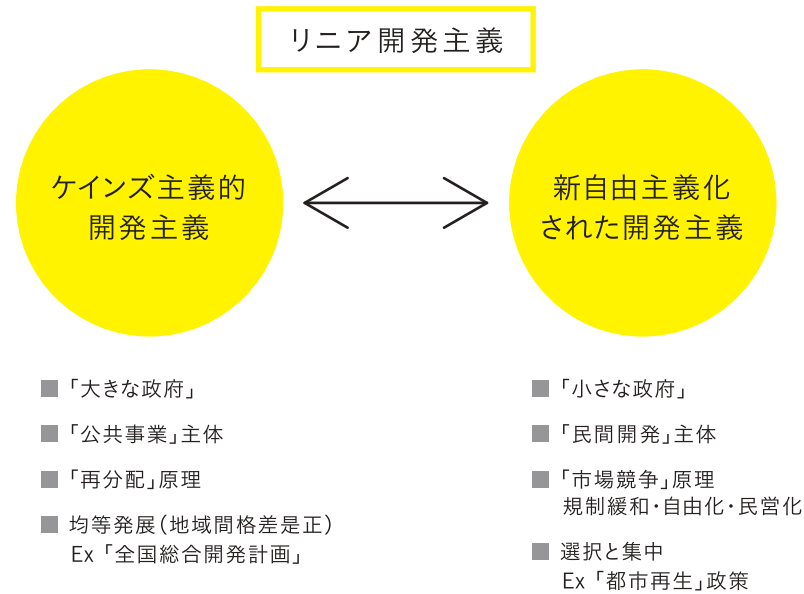 リニア開発主義
ケインズ主義的
開発主義
新自由主義化
された開発主義
「大きな政府」
「公共事業」主体
「再分配」原理
均等発展（地域間格差是正）
Ex「全国総合開発計画」
「小さな政府」
「民間開発」主体
「市場競争」原理
規制緩和・自由化・民営化
選択と集中
Ex「都市再生」政策